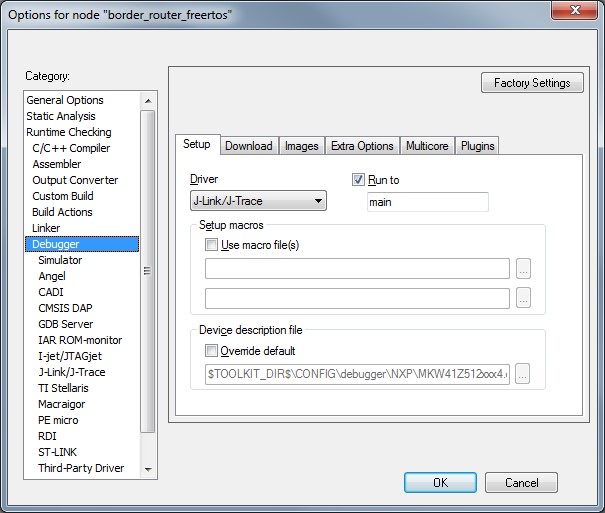 Options for node "border_router_freertos"
Category:
General Options
Static Analysis
Runtime Checking
C/C++ Compiler
Assembler
Output Converter
Custom Build
Build Actions
Linker
Debugger
Simulator
Angel
CADI
CMSIS DAP
GDB Server
IAR ROM-monitor
I-jet/JTAGjet
J-Link/J-Trace
TI Stellaris
Macraigor
PE micro
RDI
ST-LINK
Third-Party Driver
Factory Settings
Setup Download Images Extra Options Multicore Plugins
Driver
J-Link/J-Trace
Run to
main
Setup macros
Use macro file(s)
...
...
Device description file
Override default
$TOOLKIT_DIR$\CONFIG\debugger\NXP\MKW41Z512xxx4.
...
OK Cancel